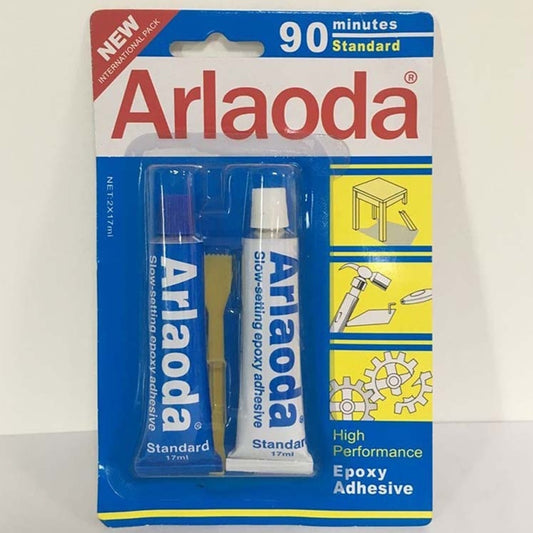 NEW
INTERNATIONAL PACK
90 minutes
Standard
Arlaoda®
NET:2X17ml
Arlaoda®
Slow-setting epoxy adhesive
Standard
17ml
Arlaoda®
Slow-setting epoxy adhesive
Standard
17ml
High
Performance
Epoxy
Adhesive